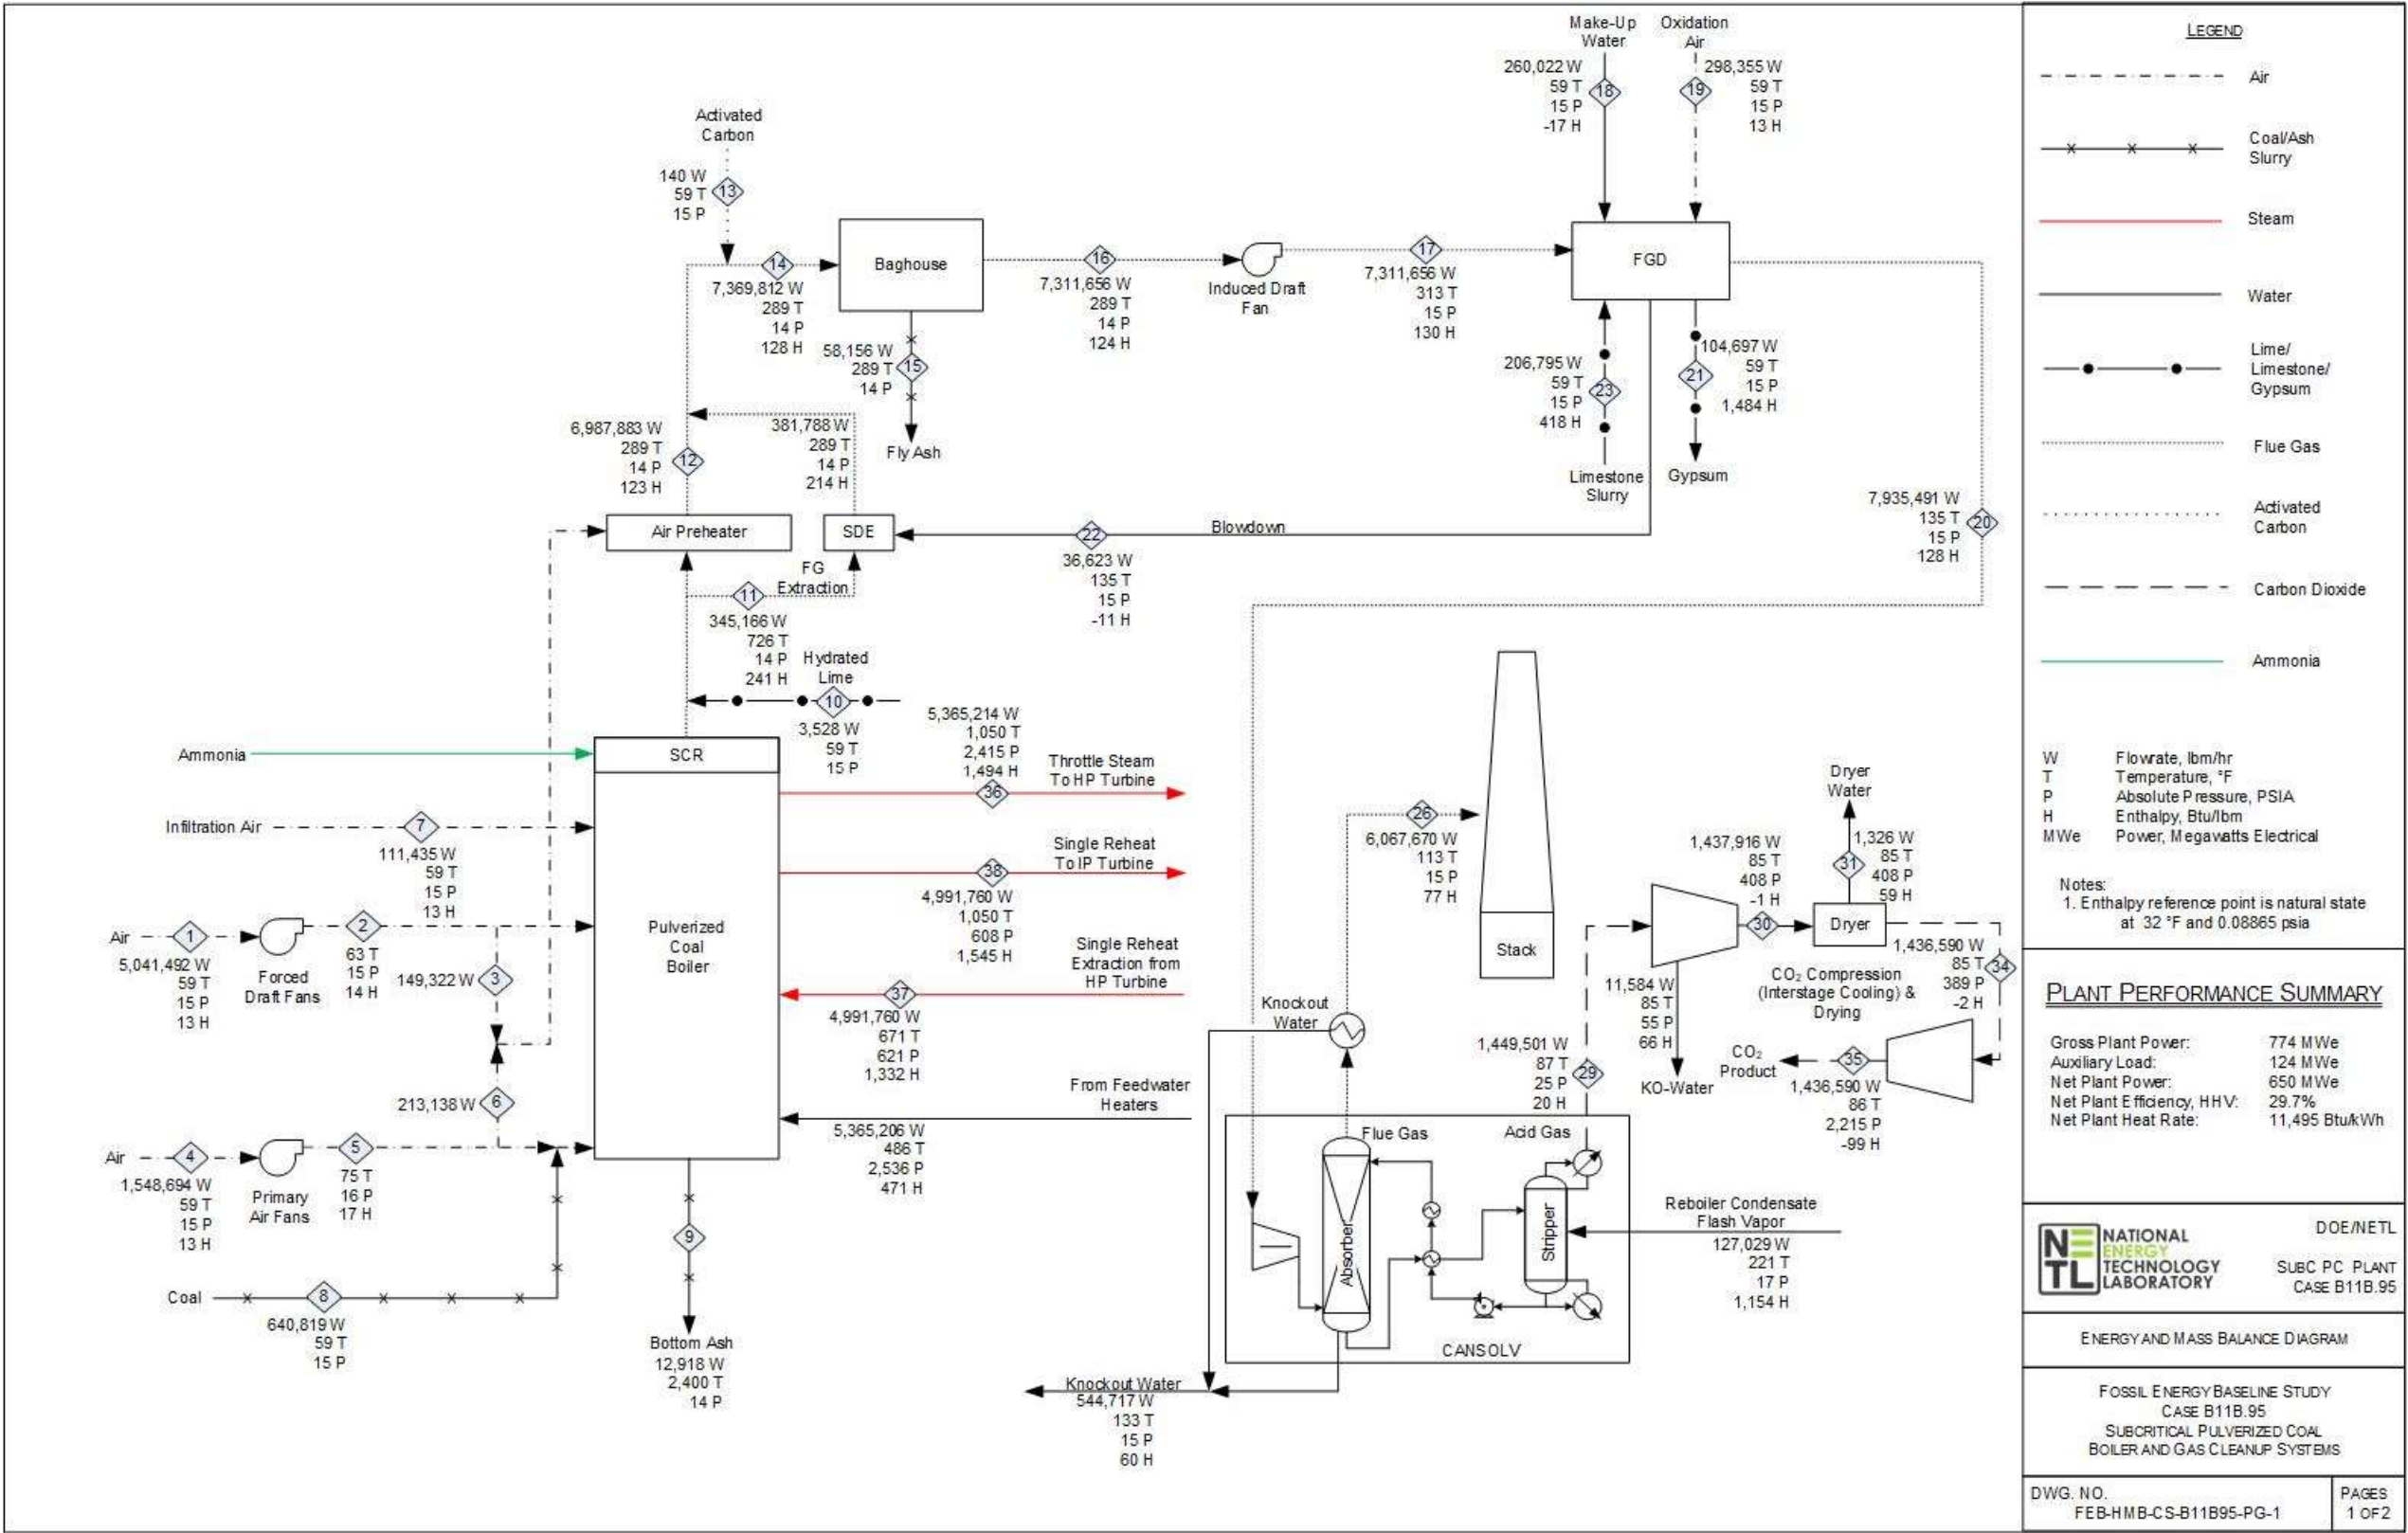 Make-Up
Water
Oxidation
Air
260,022 W
59 T
15 P
-17 H
18
298,355 W
59 T
15 P
13 H
19
Activated
Carbon
140 W
59 T
15 P
13
14
7,369,812 W
289 T
14 P
128 H
Baghouse
16
7,311,656 W
289 T
14 P
124 H
Induced Draft
Fan
17
7,311,656 W
313 T
15 P
130 H
FGD
58,156 W
289 T
14 P
15
Fly Ash
206,795 W
59 T
15 P
418 H
23
Limestone
Slurry
104,697 W
59 T
15 P
1,484 H
21
Gypsum
6,987,883 W
289 T
14 P
123 H
12
381,788 W
289 T
14 P
214 H
7,935,491 W
135 T
15 P
128 H
20
Air Preheater
SDE
22
Blowdown
36,623 W
135 T
15 P
-11 H
FG
Extraction
11
345,166 W
726 T
14 P
241 H
Hydrated
Lime
10
3,528 W
59 T
15 P
Ammonia
SCR
5,365,214 W
1,050 T
2,415 P
1,494 H
36
Throttle Steam
To HP Turbine
Infiltration Air
7
111,435 W
59 T
15 P
13 H
Single Reheat
To IP Turbine
38
4,991,760 W
1,050 T
608 P
1,545 H
Air
1
5,041,492 W
59 T
15 P
13 H
Forced
Draft Fans
2
63 T
15 P
14 H
149,322 W
3
Pulverized
Coal
Boiler
Single Reheat
Extraction from
HP Turbine
37
4,991,760 W
671 T
621 P
1,332 H
213,138 W
6
From Feedwater
Heaters
5,365,206 W
486 T
2,536 P
471 H
Air
4
1,548,694 W
59 T
15 P
13 H
Primary
Air Fans
5
75 T
16 P
17 H
Coal
8
640,819 W
59 T
15 P
9
Bottom Ash
12,918 W
2,400 T
14 P
26
6,067,670 W
113 T
15 P
77 H
Stack
Knockout
Water
Knockout Water
544,717 W
133 T
15 P
60 H
1,449,501 W
87 T
25 P
20 H
29
Flue Gas
Acid Gas
Absorber
Stripper
CANSOLV
Reboiler Condensate
Flash Vapor
127,029 W
221 T
17 P
1,154 H
1,437,916 W
85 T
408 P
-1 H
30
11,584 W
85 T
55 P
66 H
KO-Water
Dryer
Water
1,326 W
85 T
408 P
59 H
31
Dryer
CO2 Compression
(Interstage Cooling) &
Drying
1,436,590 W
85 T
389 P
-2 H
34
CO2
Product
35
1,436,590 W
86 T
2,215 P
-99 H
LEGEND
Air
Coal/Ash
Slurry
Steam
Water
Lime/
Limestone/
Gypsum
Flue Gas
Activated
Carbon
Carbon Dioxide
Ammonia
W Flowrate, lbm/hr
T Temperature, °F
P Absolute Pressure, PSIA
H Enthalpy, Btu/lbm
MWe Power, Megawatts Electrical
Notes:
1. Enthalpy reference point is natural state
at 32 °F and 0.08865 psia
PLANT PERFORMANCE SUMMARY
Gross Plant Power: 774 MWe
Auxiliary Load: 124 MWe
Net Plant Power: 650 MWe
Net Plant Efficiency, HHV: 29.7%
Net Plant Heat Rate: 11,495 Btu/kWh
NE
TL
NATIONAL
ENERGY
TECHNOLOGY
LABORATORY
DOE/NETL
SUBC PC PLANT
CASE B11B.95
ENERGY AND MASS BALANCE DIAGRAM
FOSSIL ENERGY BASELINE STUDY
CASE B11B.95
SUBCRITICAL PULVERIZED COAL
BOILER AND GAS CLEANUP SYSTEMS
DWG. NO.
FEB-HMB-CS-B11B95-PG-1
PAGES
1 OF 2